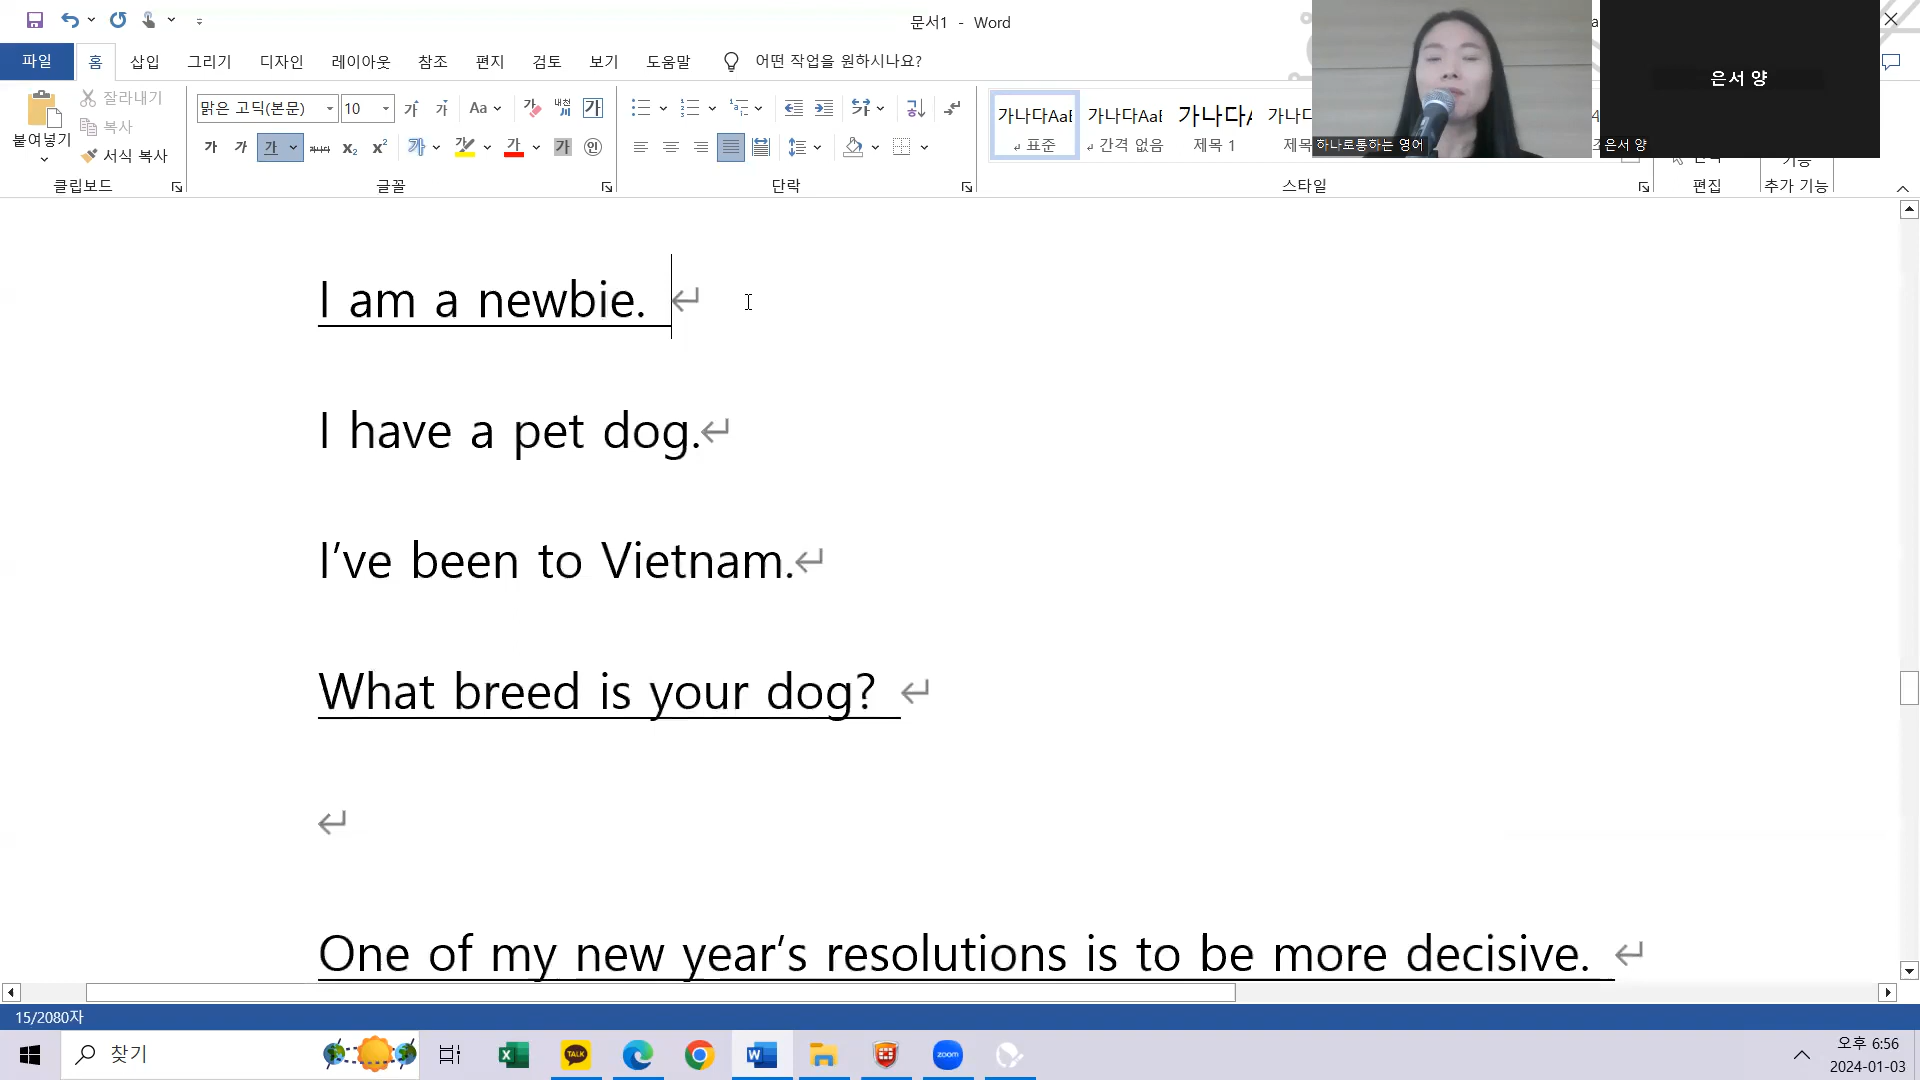 문서1 - Word
파일 홈 삽입 그리기 디자인 레이아웃 참조 편지 검토 보기 도움말 어떤 작업을 원하시나요?
붙여넣기
잘라내기
복사
서식 복사
클립보드
맑은 고딕(본문) 10
글꼴
단락
가나다AaI 가나다AaI 가나다
표준 간격 없음 제목 1 제목
스타일
편집
기능
추가 기능
하나로통하는 영어
은서 양
은서 양
I am a newbie.
I have a pet dog.
I've been to Vietnam.
What breed is your dog?
One of my new year's resolutions is to be more decisive.
15/2080자
찾기
TALK
zoom
오후 6:56
2024-01-03